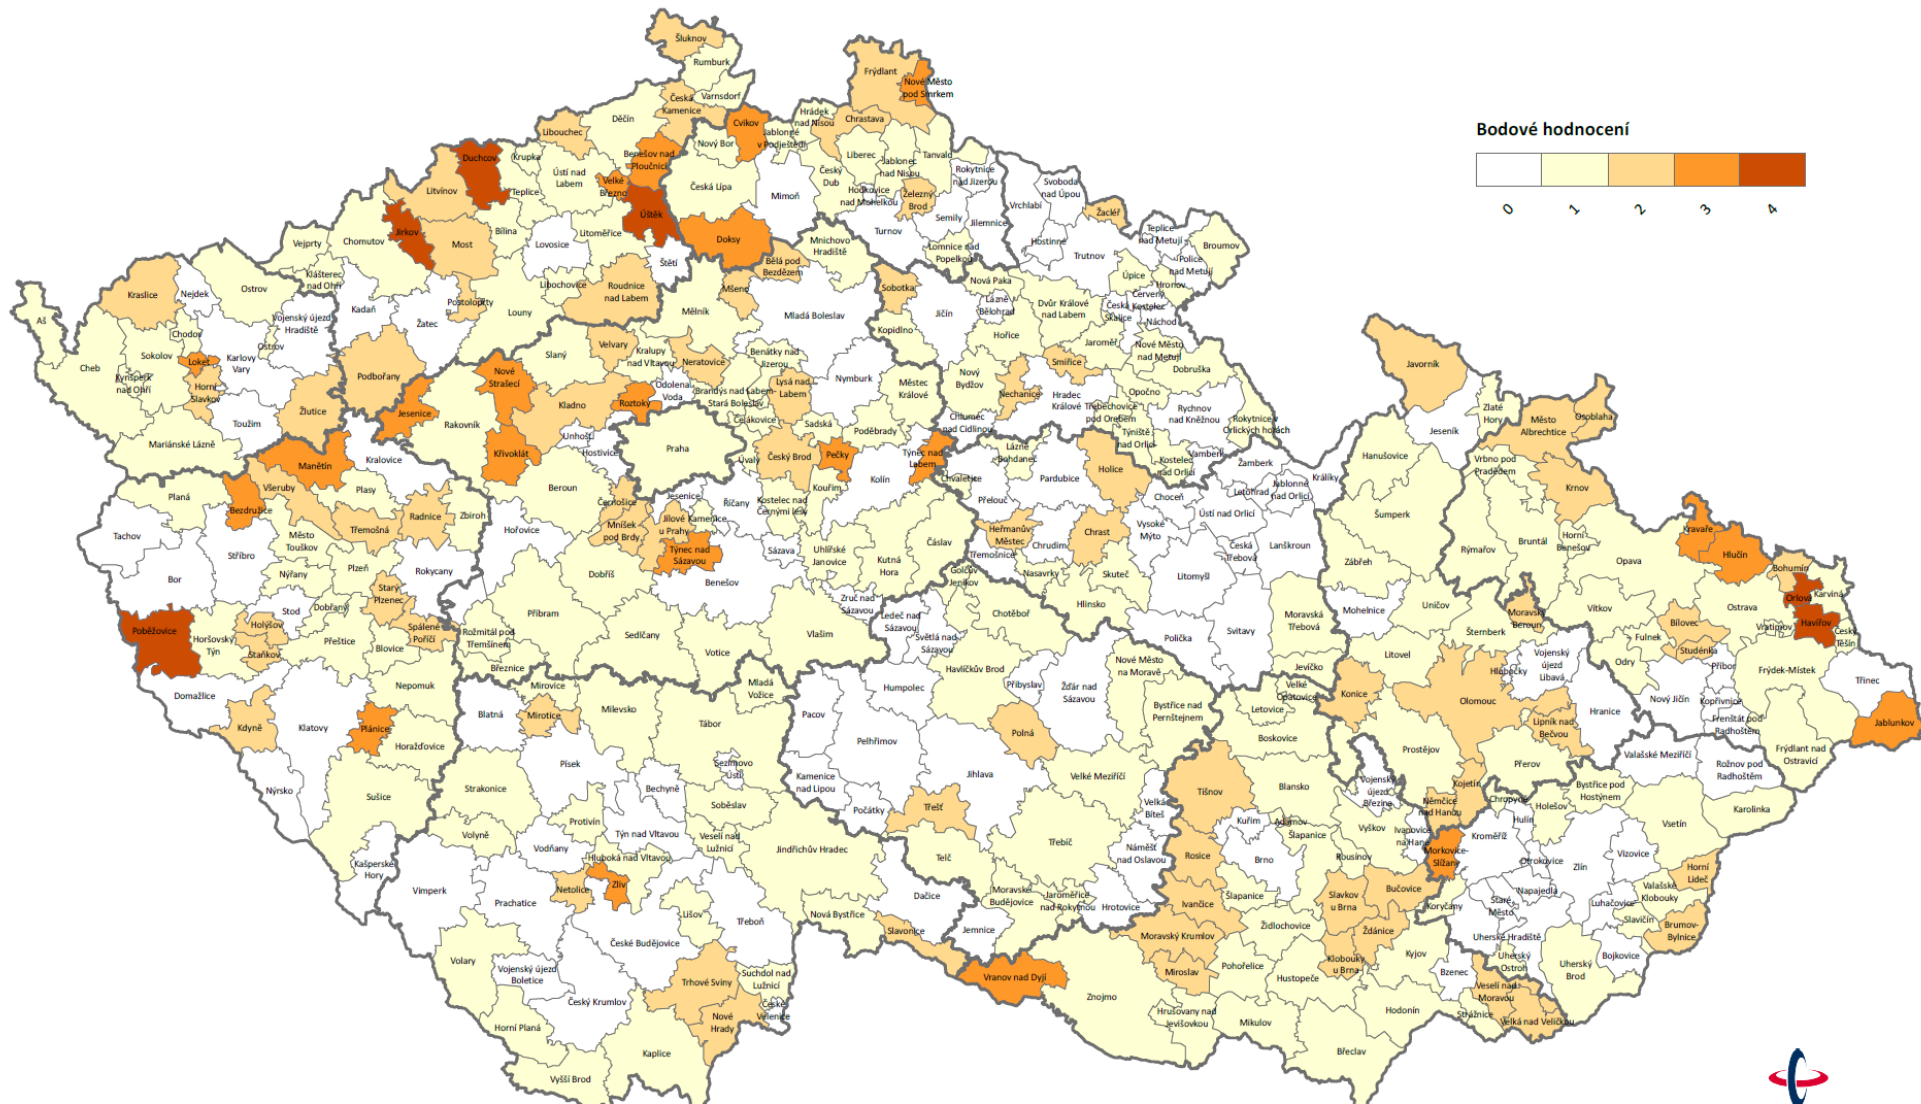 Bodové hodnocení
0
1
2
3
4
Šluknov
Rumburk
Varnsdorf
Česká
Kamenice
Děčín
Libouchec
Benešov nad
Ploučnicí
Krupka
Duchcov
Teplice
Ústí nad
Labem
Velké
Březno
Litvínov
Úštěk
Bílina
Litoměřice
Lovosice
Jirkov
Most
Chomutov
Štětí
Vejprty
Klášterec
nad Ohří
Libochovice
Roudnice
nad Labem
Postoloprty
Louny
Kadaň
Žatec
Podbořany
Frýdlant
Nové Město
pod Smrkem
Hrádek
nad Nisou
Chrastava
Cvikov
Jablonné
v Podještědí
Nový Bor
Liberec
Jablonec
nad Nisou
Tanvald
Český
Dub
Česká Lípa
Mimoň
Hodkovice
nad Mohelkou
Železný
Brod
Rokytnice
nad Jizerou
Semily
Jilemnice
Turnov
Doksy
Lomnice nad
Popelkou
Svoboda
nad Úpou
Vrchlabí
Žacléř
Hostinné
Trutnov
Teplice
nad Metují
Broumov
Police
nad Metují
Úpice
Hronov
Nová Paka
Lázně
Bělohrad
Dvůr Králové
nad Labem
Červený
Kostelec
Česká
Skalice
Náchod
Sobotka
Jičín
Kopidlno
Hořice
Jaroměř
Nové Město
nad Metují
Smiřice
Dobruška
Nový
Bydžov
Nechanice
Hradec
Králové
Opočno
Třebechovice
pod Orebem
Rychnov
nad Kněžnou
Rokytnice v
Orlických horách
Chlumec
nad Cidlinou
Týniště
nad Orlicí
Kostelec
nad Orlicí
Vamberk
Aš
Kraslice
Nejdek
Ostrov
Vojenský újezd
Hradiště
Chodov
Ostrov
Cheb
Sokolov
Loket
Karlovy
Vary
Kynšperk
nad Ohří
Horní
Slavkov
Žlutice
Toužim
Mariánské Lázně
Mnichovo
Hradiště
Bělá pod
Bezdězem
Mšeno
Mělník
Mladá Boleslav
Slaný
Velvary
Kralupy
nad Vltavou
Neratovice
Benátky nad
Jizerou
Nové
Strašecí
Odolena
Voda
Brandýs nad Labem-
Stará Boleslav
Lysá nad
Labem
Nymburk
Městec
Králové
Jesenice
Kladno
Roztoky
Čelákovice
Sadská
Poděbrady
Rakovník
Unhošť
Hostivice
Praha
Křivoklát
Úvaly
Český Brod
Pečky
Kolín
Týnec nad
Labem
Beroun
Černošice
Jesenice
Říčany
Kostelec nad
Černými lesy
Kouřim
Hořovice
Mníšek
pod Brdy
Jílové
u Prahy
Kamenice
Týnec nad
Sázavou
Sázava
Uhlířské
Janovice
Kutná
Hora
Čáslav
Dobříš
Benešov
Příbram
Zruč nad
Sázavou
Rožmitál pod
Třemšínem
Sedlčany
Vlašim
Votice
Březnice
Manětín
Kralovice
Planá
Bezdružice
Všeruby
Plasy
Třemošná
Radnice
Zbiroh
Tachov
Stříbro
Město
Touškov
Plzeň
Rokycany
Bor
Nýřany
Starý
Plzenec
Stod
Dobřany
Poběžovice
Horšovský
Týn
Holýšov
Staňkov
Přeštice
Spálené
Poříčí
Blovice
Domažlice
Kdyně
Klatovy
Nepomuk
Plánice
Horažďovice
Nýrsko
Sušice
Kašperské
Hory
Mirovice
Blatná
Mirotice
Milevsko
Mladá
Vožice
Tábor
Písek
Sezimovo
Ústí
Bechyně
Strakonice
Soběslav
Protivín
Volyně
Týn nad Vltavou
Veselí nad
Lužnicí
Vodňany
Jindřichův Hradec
Hluboká nad Vltavou
Vimperk
Netolice
Zliv
Prachatice
Lišov
Třeboň
Dačice
Nová Bystřice
Slavonice
České Budějovice
Volary
Vojenský újezd
Boletice
Trhové Sviny
Suchdol nad
Lužnicí
České
Velenice
Český Krumlov
Nové
Hrady
Horní Planá
Kaplice
Vyšší Brod
Lázně
Bohdanec
Holice
Chvaletice
Přelouč
Pardubice
Choceň
Žamberk
Letohrad
Jablonné
nad Orlicí
Králíky
Ústí nad Orlicí
Vysoké
Mýto
Heřmanův
Městec
Chrudim
Chrast
Česká
Třebová
Lanškroun
Třemošnice
Nasavrky
Skuteč
Litomyšl
Hlinsko
Moravská
Třebová
Polička
Svitavy
Jevíčko
Golčův
Jeníkov
Chotěboř
Ledeč nad
Sázavou
Světlá nad
Sázavou
Havlíčkův Brod
Nové Město
na Moravě
Humpolec
Přibyslav
Žďár nad
Sázavou
Bystřice nad
Pernštejnem
Pacov
Pelhřimov
Polná
Jihlava
Velké Meziříčí
Kamenice
nad Lipou
Počátky
Třešť
Velká
Bíteš
Telč
Třebíč
Náměšť
nad Oslavou
Moravské
Budějovice
Jaroměřice
nad Rokytnou
Hrotovice
Jemnice
Velké
Opatovice
Letovice
Boskovice
Tišnov
Blansko
Vojenský
újezd
Březina
Kuřim
Adamov
Šlapanice
Vyškov
Ivanovice
na Hané
Rosice
Brno
Rousínov
Ivančice
Šlapanice
Slavkov
u Brna
Bučovice
Moravský Krumlov
Židlochovice
Ždánice
Klobouky
u Brna
Miroslav
Pohořelice
Hustopeče
Kyjov
Bzenec
Vranov nad Dyjí
Znojmo
Hrušovany nad
Jevišovkou
Mikulov
Hodonín
Veselí nad
Moravou
Strážnice
Velká nad Veličkou
Břeclav
Javorník
Jeseník
Zlaté
Hory
Hanušovice
Šumperk
Zábřeh
Mohelnice
Uničov
Šternberk
Moravský
Beroun
Litovel
Konice
Olomouc
Hlubočky
Vojenský
újezd
Libavá
Lipník nad
Bečvou
Hranice
Prostějov
Přerov
Kojetín
Němčice
nad Hanou
Město
Albrechtice
Osoblaha
Vrbno pod
Pradědem
Krnov
Rýmařov
Bruntál
Horní
Benešov
Opava
Kravaře
Hlučín
Bohumín
Orlová
Karviná
Havířov
Český
Těšín
Ostrava
Vratimov
Vítkov
Bílovec
Fulnek
Studénka
Odry
Příbor
Frýdek-Místek
Třinec
Nový Jičín
Kopřivnice
Frenštát pod
Radhoštěm
Jablunkov
Frýdlant nad
Ostravicí
Valašské Meziříčí
Rožnov pod
Radhoštěm
Bystřice pod
Hostýnem
Chropyně
Holešov
Karolinka
Hulín
Kroměříž
Vsetín
Morkovice-
Slížany
Otrokovice
Zlín
Vizovice
Horní
Lideč
Napajedla
Valašské
Klobouky
Luhačovice
Koryčany
Staré
Město
Slavičín
Brumov-
Bylnice
Uherské Hradiště
Uherský
Ostroh
Uherský
Brod
Bojkovice